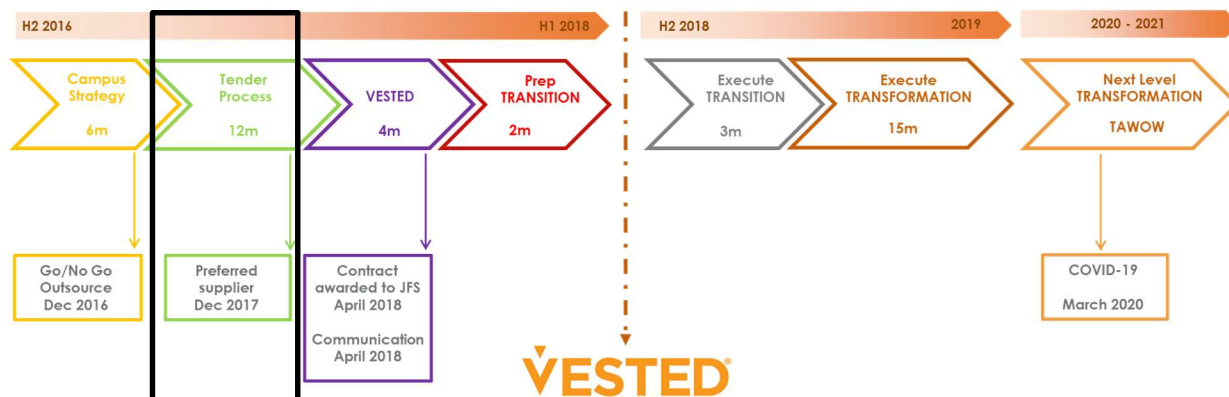 H2 2016
H1 2018
H2 2018
2019
2020 - 2021
Campus
Strategy
6m
Tender
Process
12m
VESTED
4m
Prep
TRANSITION
2m
Execute
TRANSITION
3m
Execute
TRANSFORMATION
15m
Next Level
TRANSFORMATION
TAWOW
Go/No Go
Outsource
Dec 2016
Preferred
supplier
Dec 2017
Contract
awarded to JFS
April 2018
Communication
April 2018
COVID-19
March 2020
VESTED®